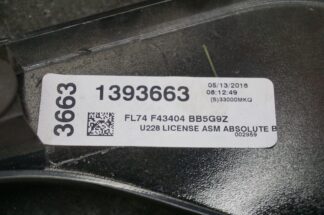 3663
1393663
05/13/2016
08:12:49
(S)33000MKQ
FL74 F43404 BB5G9Z
U228 LICENSE ASM ABSOLUTE B
002959